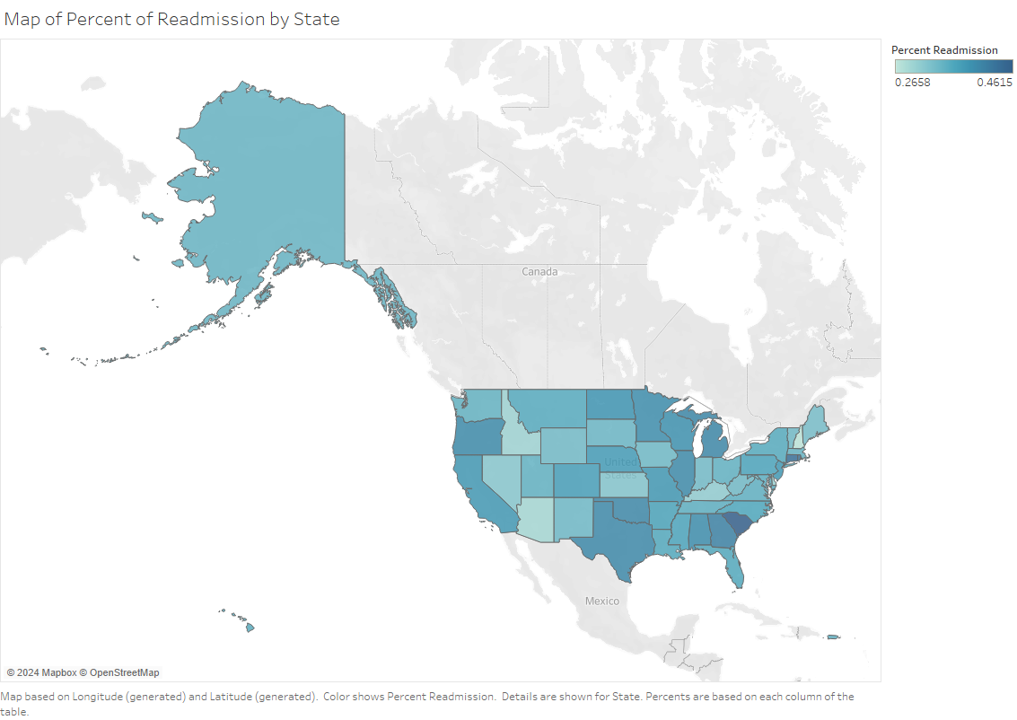 Map of Percent of Readmission by State
Percent Readmission
0.2658 0.4615
Canada
United
States
Mexico
© 2024 Mapbox © OpenStreetMap
Map based on Longitude (generated) and Latitude (generated). Color shows Percent Readmission. Details are shown for State. Percents are based on each column of the
table.